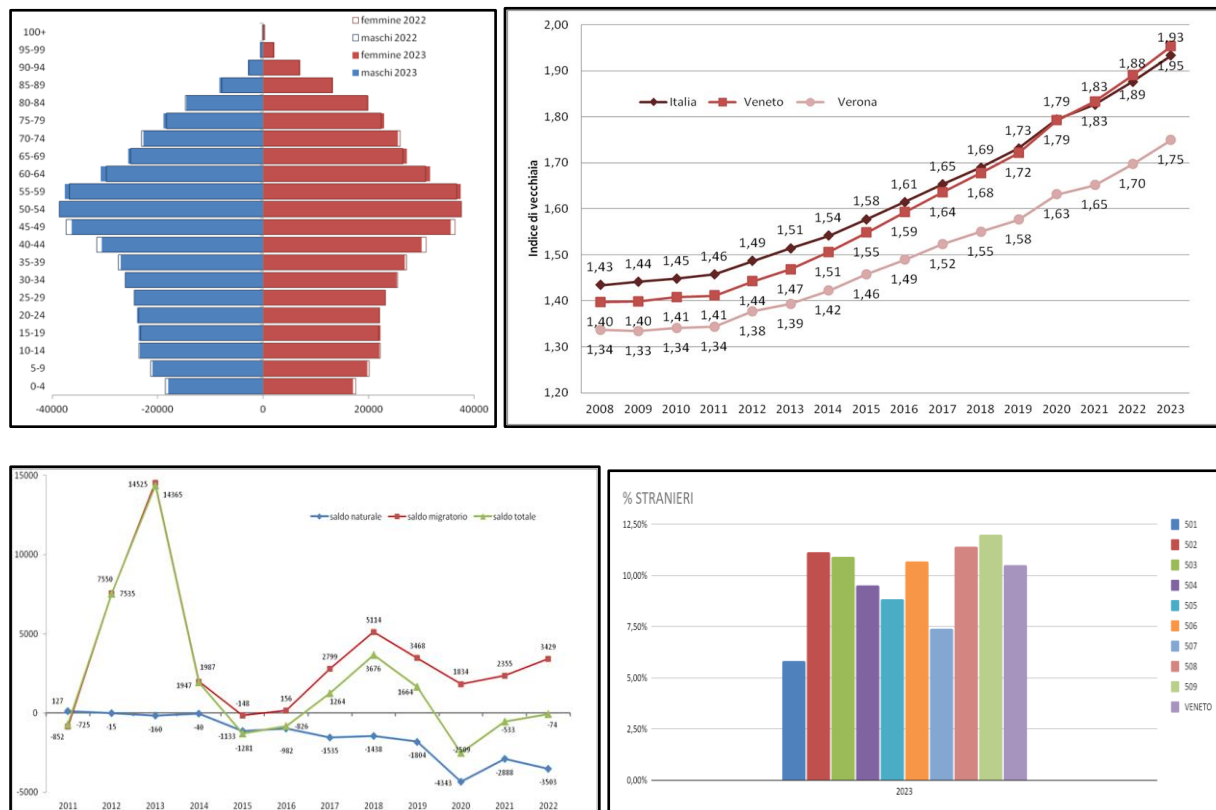 femmine 2022
maschi 2022
femmine 2023
maschi 2023
100+
95-99
90-94
85-89
80-84
75-79
70-74
65-69
60-64
55-59
50-54
45-49
40-44
35-39
30-34
25-29
20-24
15-19
10-14
5-9
0-4
-40000 -20000 0 20000 40000
Indice di vecchiaia
2,00
1,90
1,80
1,70
1,60
1,50
1,40
1,30
1,20
Italia Veneto Verona
1,43 1,44 1,45 1,46 1,49 1,51 1,54 1,58 1,61 1,65 1,69 1,73 1,79 1,83 1,88 1,93
1,40 1,40 1,41 1,41 1,44 1,47 1,51 1,55 1,59 1,64 1,68 1,72 1,79 1,83 1,89 1,95
1,34 1,33 1,34 1,34 1,38 1,39 1,42 1,46 1,49 1,52 1,55 1,58 1,63 1,65 1,70 1,75
2008 2009 2010 2011 2012 2013 2014 2015 2016 2017 2018 2019 2020 2021 2022 2023
15000
10000
5000
0
-5000
saldo naturale saldo migratorio saldo totale
-852 7550 14525 1987 -148 156 2799 5114 3468 1834 2355 3429
-725 7535 14365 1947 -1281 -826 1264 3676 1664 -2509 -533 -74
127 -15 -160 -40 -1133 -982 -1535 -1438 -1804 -4343 -2888 -3503
2011 2012 2013 2014 2015 2016 2017 2018 2019 2020 2021 2022
% STRANIERI
12,50%
10,00%
7,50%
5,00%
2,50%
0,00%
2023
501
502
503
504
505
506
507
508
509
VENETO